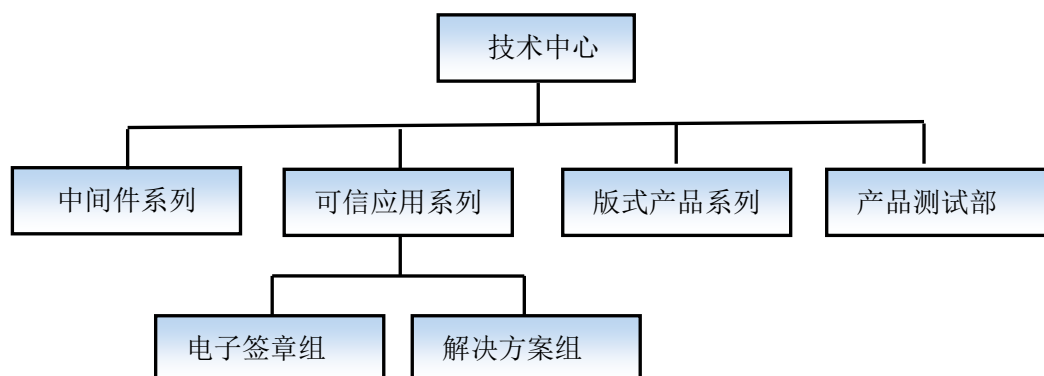 技术中心
中间件系列
可信应用系列
版式产品系列
产品测试部
电子签章组
解决方案组